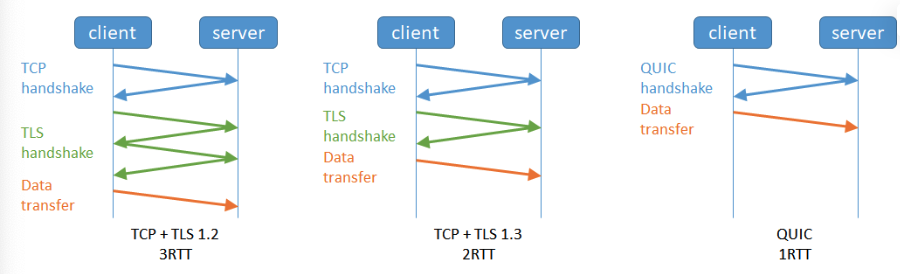 client
server
TCP
handshake
TLS
handshake
Data
transfer
TCP + TLS 1.2
3RTT
client
server
TCP
handshake
TLS
handshake
Data
transfer
TCP + TLS 1.3
2RTT
client
server
QUIC
handshake
Data
transfer
QUIC
1RTT